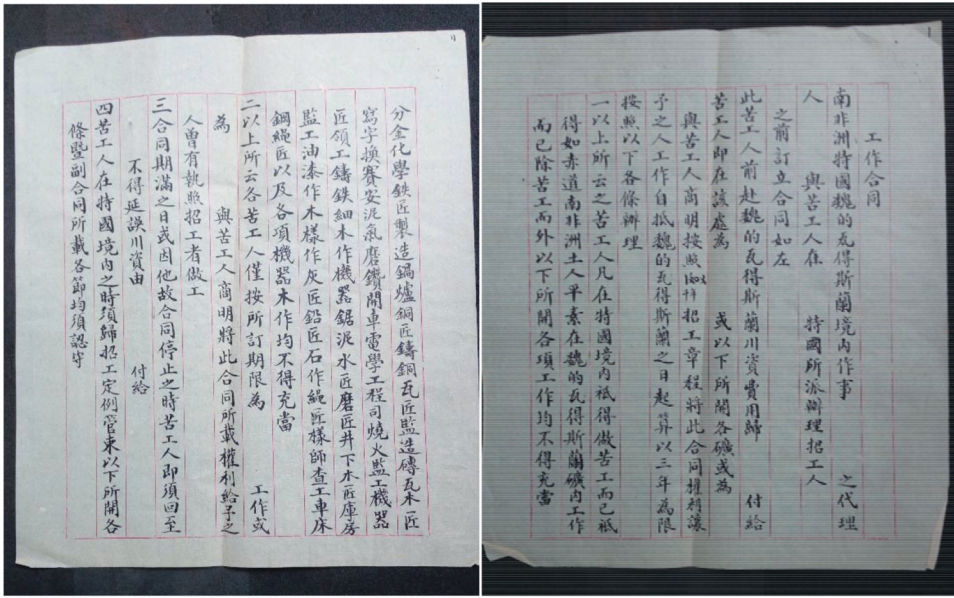 工作合同
南非洲持國魏的瓦得斯蘭境內作事 之代理
人 與苦工人在 持國所派辦理招工人
之前訂立合同如左
此苦工人前赴魏的瓦得斯蘭川資費用歸 付給
苦工人即在該處為 或以下所開各礦或為
與苦工人商明按照 招工章程將此合同權利讓
予之人工作自抵魏的瓦得斯蘭之日起算以三年為限
按照以下各條辦理
一以上所云之苦工人凡在持國境內祇得做苦工而已祇
得如赤道南非洲土人平素在魏的瓦得斯蘭礦內工作
而已除苦工而外以下所開各項工作均不得充當
分金化學鉄匠製造鍋爐銅匠鑄銅瓦匠監造磚瓦木匠
寫字換賽安泥氣磨鑽開車電學工程司燒火監工機器
匠領工鑄鉄細木作機器鋸泥水匠磨匠井下木匠庫房
監工油漆作木樣作灰匠鉛匠石作繩匠樣師查工車床
鋼繩匠以及各項機器木作均不得充當
二以上所云各苦工人僅按所訂期限為 工作或
為 與苦工人商明將此合同所載權利給予之
人曾有執照招工者做工
三合同期滿之日或因他故合同停止之時苦工人即須回至
不得延誤川資由 付給
四苦工人在持國境內之時須歸招工定例管束以下所開各
條暨副合同所載各節均須認守